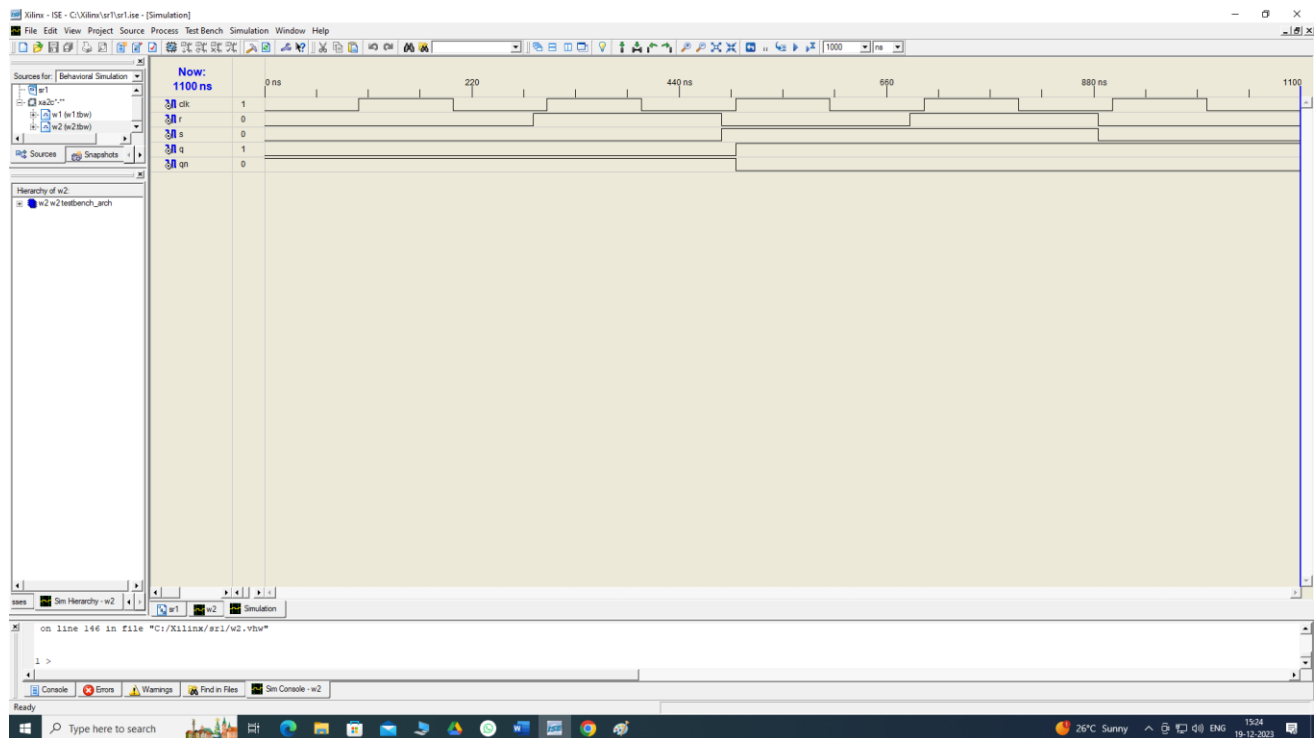 Xilinx - ISE - C:\Xilinx\sr1\sr1.ise - [Simulation]
File Edit View Project Source Process Test Bench Simulation Window Help
1000 ns
Sources for: Behavioral Simulation
sr1
xa2c*-**
w1 (w1.tbw)
w2 (w2.tbw)
Sources Snapshots
Hierarchy of w2:
w2 w2 testbench_arch
Now:
1100 ns
0 ns 220 440 ns 660 880 ns 1100
clk 1
r 0
s 0
q 1
qn 0
sses Sim Hierarchy - w2
sr1 w2 Simulation
on line 146 in file "C:/Xilinx/sr1/w2.vhw"
1 >
Console Errors Warnings Find in Files Sim Console - w2
Ready
Type here to search
26°C Sunny ENG 15:24
19-12-2023